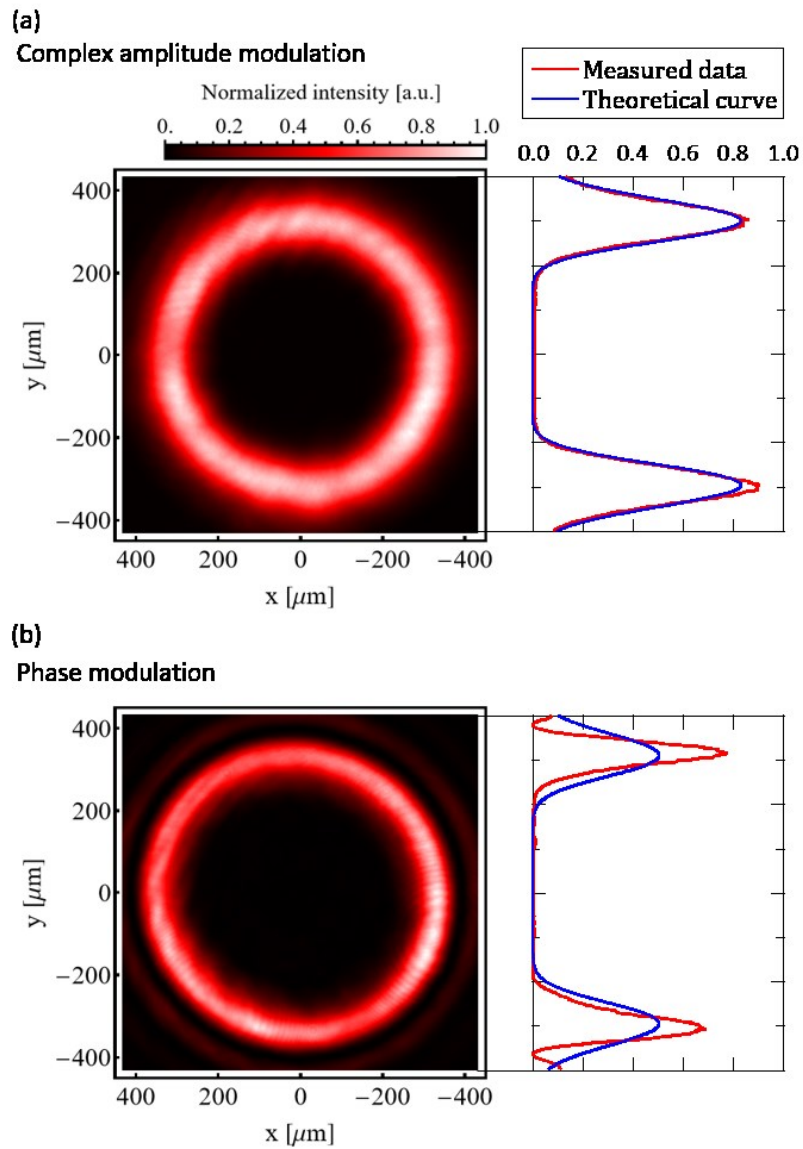 (a)
Complex amplitude modulation
Measured data
Theoretical curve
Normalized intensity [a.u.]
0. 0.2 0.4 0.6 0.8 1.0
0.0 0.2 0.4 0.6 0.8 1.0
400
200
0
−200
−400
y [μm]
400 200 0 −200 −400
x [μm]
(b)
Phase modulation
400
200
0
−200
−400
y [μm]
400 200 0 −200 −400
x [μm]